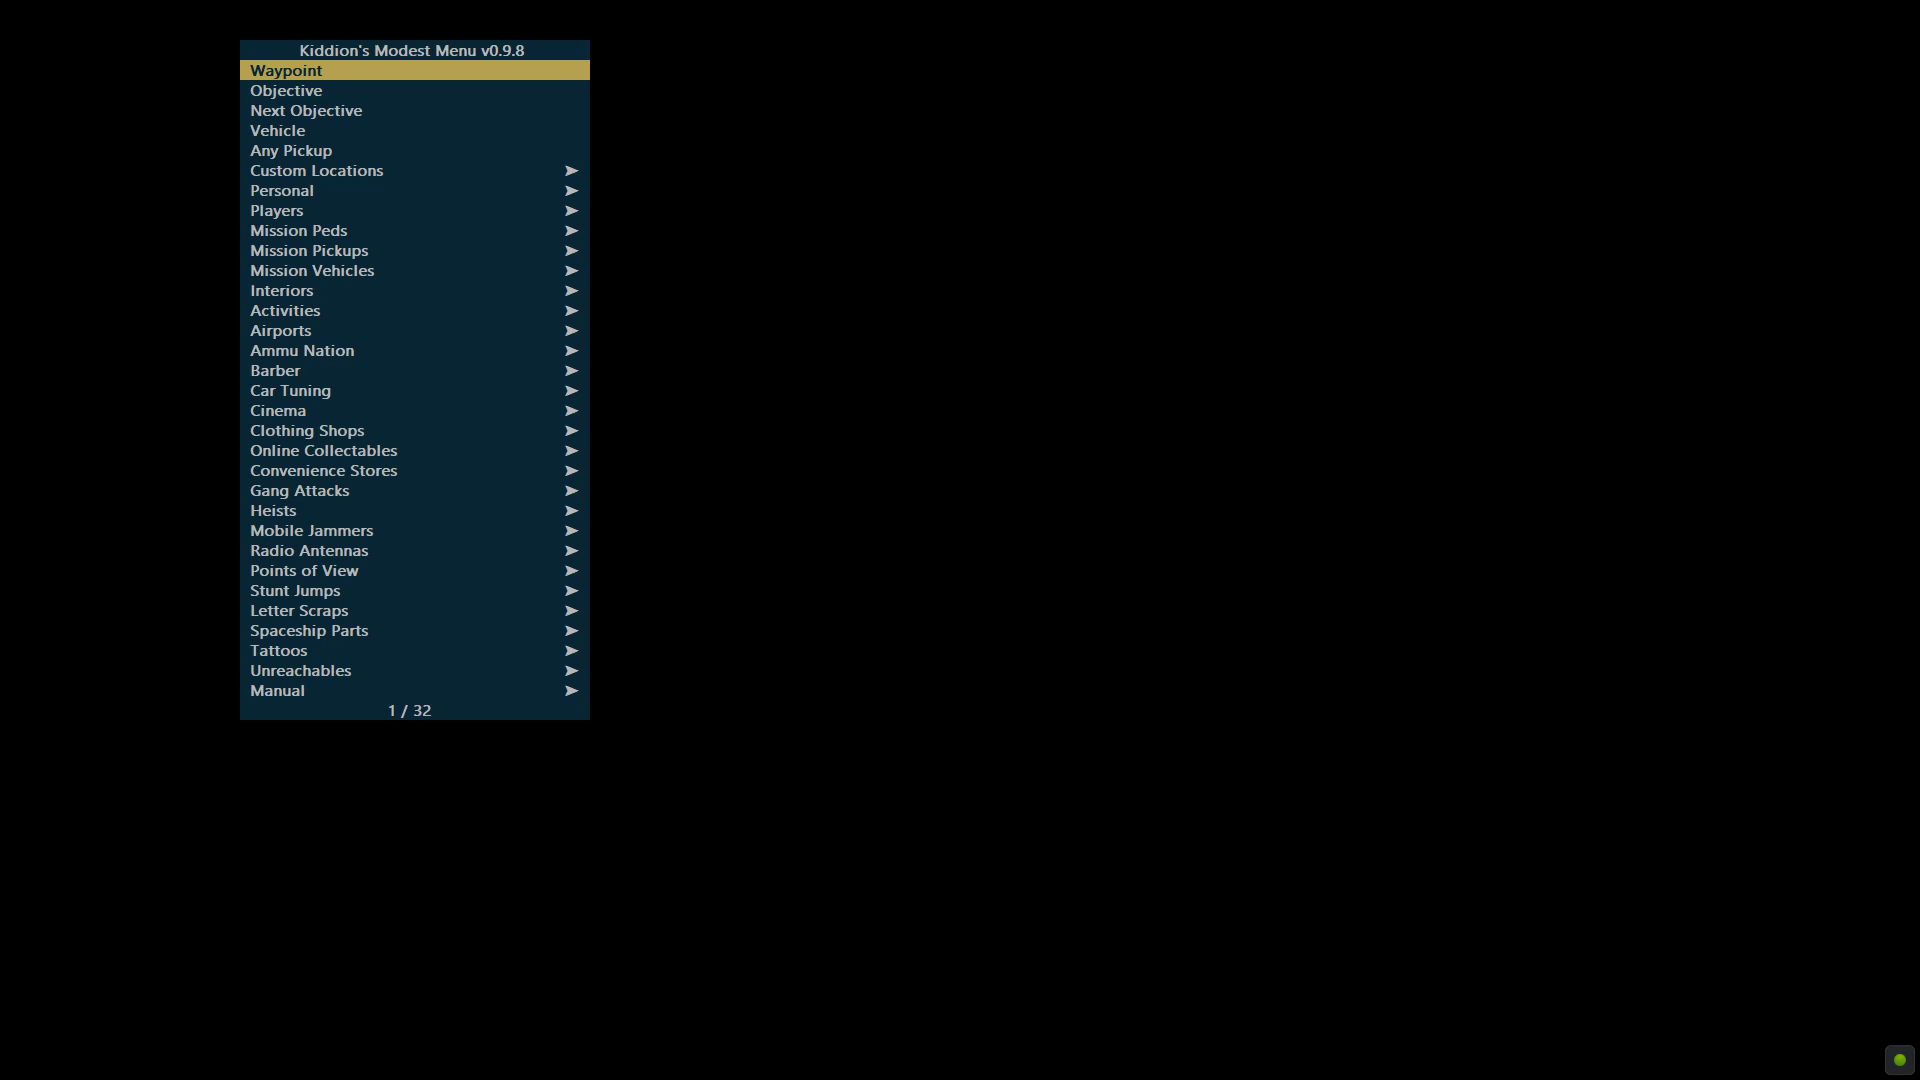 Kiddion's Modest Menu v0.9.8
Waypoint
Objective
Next Objective
Vehicle
Any Pickup
Custom Locations
Personal
Players
Mission Peds
Mission Pickups
Mission Vehicles
Interiors
Activities
Airports
Ammu Nation
Barber
Car Tuning
Cinema
Clothing Shops
Online Collectables
Convenience Stores
Gang Attacks
Heists
Mobile Jammers
Radio Antennas
Points of View
Stunt Jumps
Letter Scraps
Spaceship Parts
Tattoos
Unreachables
Manual
1 / 32